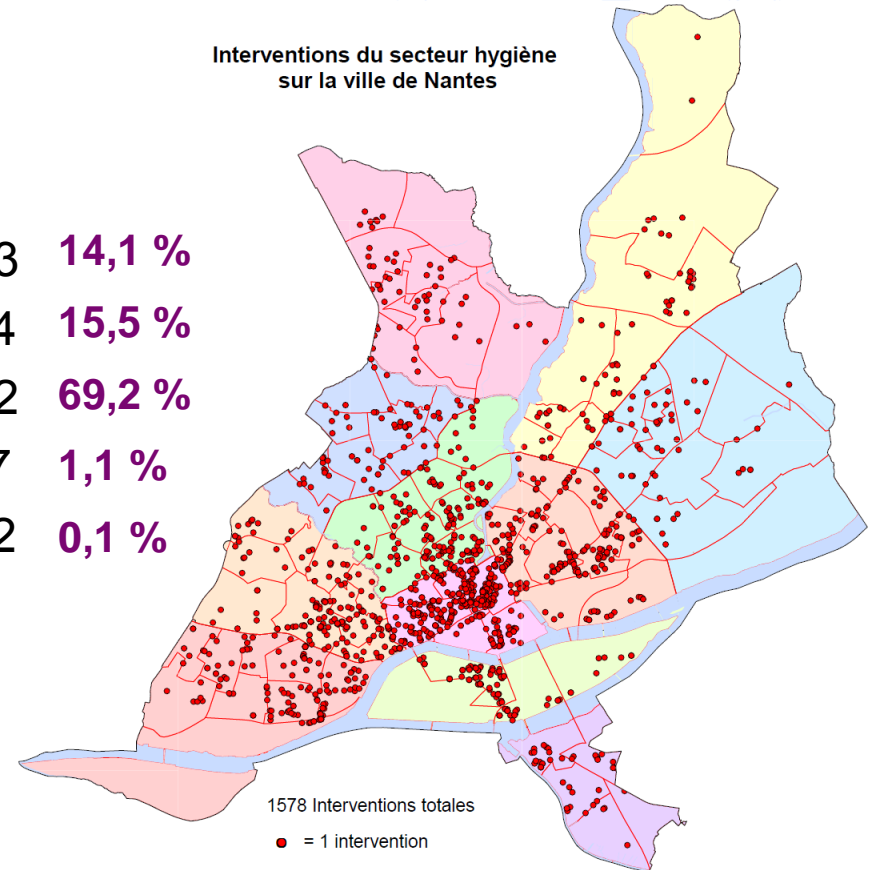 Interventions du secteur hygiène
sur la ville de Nantes
3 14,1 %
4 15,5 %
2 69,2 %
7 1,1 %
2 0,1 %
1578 Interventions totales
= 1 intervention